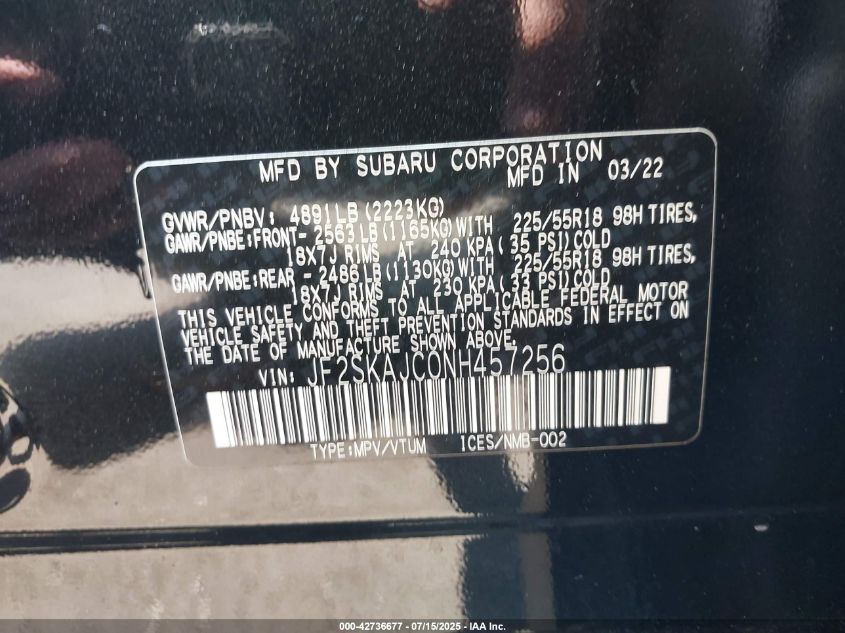 MFD BY SUBARU CORPORATION
MFD IN 03/22
GVWR/PNBV: 4891LB(2223KG)
GAWR/PNBE:FRONT- 2563 LB(1165KG)WITH 225/55R18 98H TIRES,
18X7J RIMS AT 240 KPA( 35 PSI)COLD
GAWR/PNBE:REAR - 2486 LB(1130KG)WITH 225/55R18 98H TIRES,
18X7J RIMS AT 230 KPA( 33 PSI)COLD
THIS VEHICLE CONFORMS TO ALL APPLICABLE FEDERAL MOTOR
VEHICLE SAFETY AND THEFT PREVENTION STANDARDS IN EFFECT ON
THE DATE OF MANUFACTURE SHOWN ABOVE.
VIN: JF2SKAJC0NH457256
TYPE:MPV/VTUM ICES/NMB-002
000-42736677 - 07/15/2025 - IAA Inc.